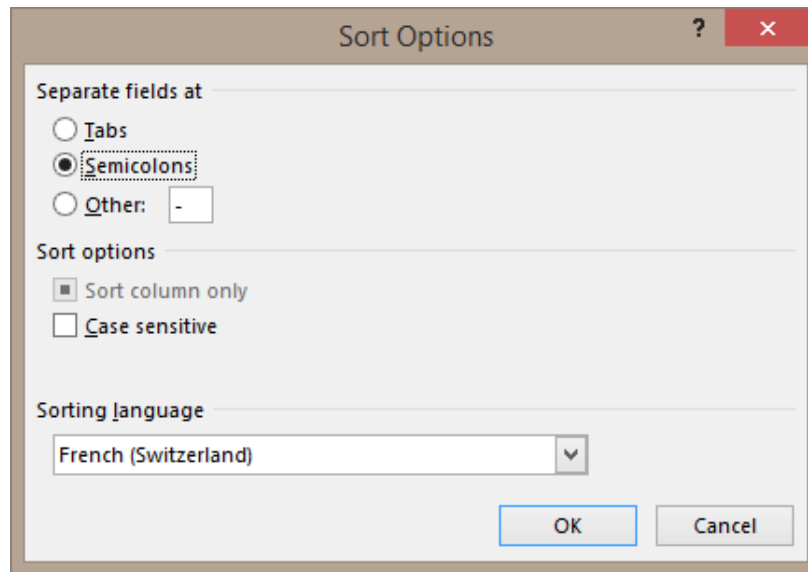 Sort Options ?
Separate fields at
Tabs
Semicolons
Other: -
Sort options
Sort column only
Case sensitive
Sorting language
French (Switzerland)
OK Cancel